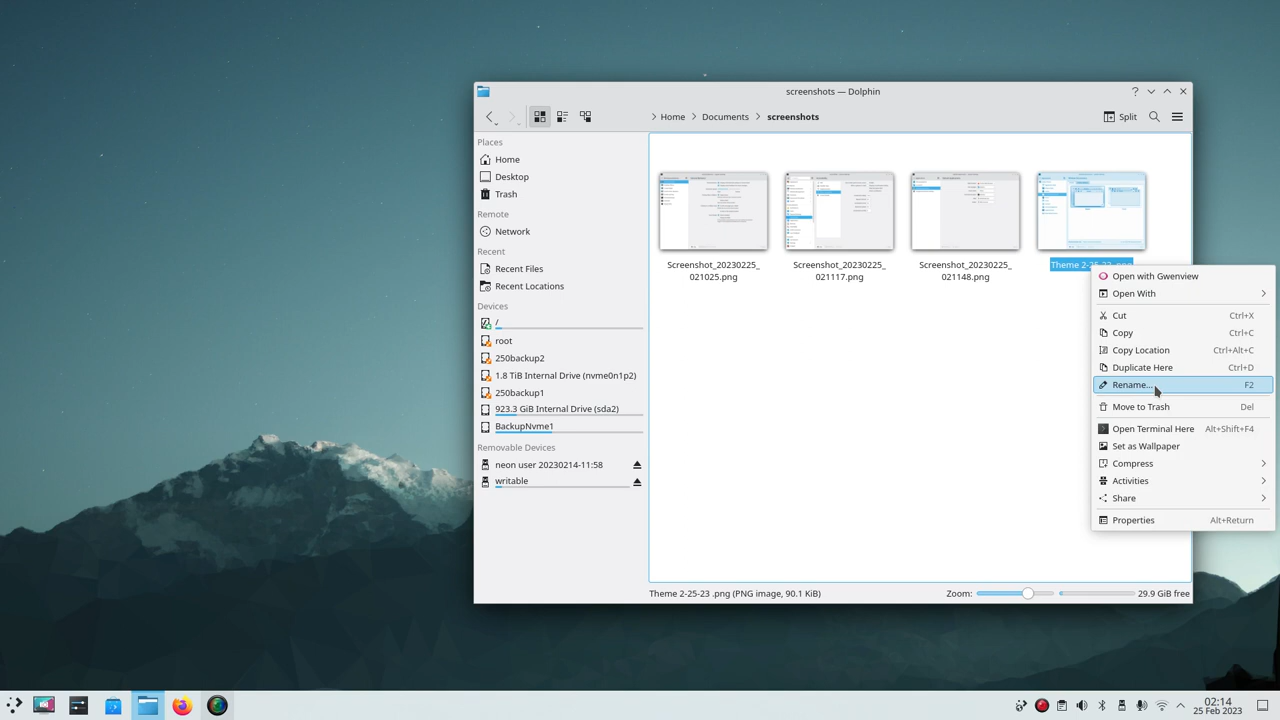 screenshots — Dolphin
Home
Documents
screenshots
Split
Places
Home
Desktop
Trash
Remote
Network
Recent
Recent Files
Recent Locations
Devices
/
root
250backup2
1.8 TiB Internal Drive (nvme0n1p2)
250backup1
923.3 GiB Internal Drive (sda2)
BackupNvme1
Removable Devices
neon user 20230214-11:58
writable
Screenshot_20230225_
021025.png
Screenshot_20230225_
021117.png
Screenshot_20230225_
021148.png
Theme 2-25-23 .png
Open with Gwenview
Open With
Cut Ctrl+X
Copy Ctrl+C
Copy Location Ctrl+Alt+C
Duplicate Here Ctrl+D
Rename... F2
Move to Trash Del
Open Terminal Here Alt+Shift+F4
Set as Wallpaper
Compress
Activities
Share
Properties Alt+Return
Theme 2-25-23 .png (PNG image, 90.1 KiB)
Zoom:
29.9 GiB free
02:14
25 Feb 2023